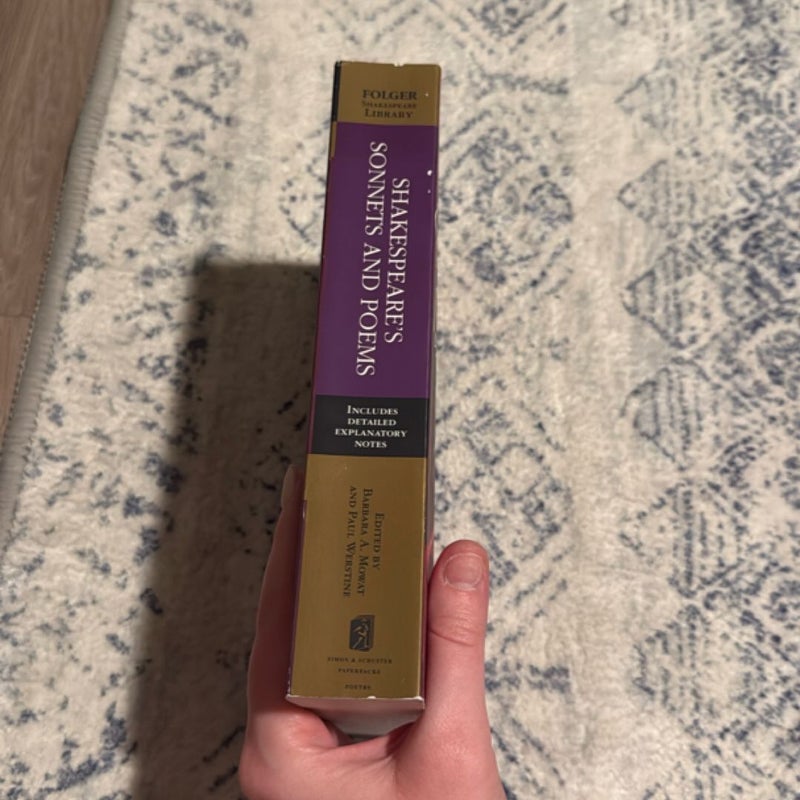 FOLGER
SHAKESPEARE
LIBRARY
SHAKESPEARE'S
SONNETS AND POEMS
INCLUDES
DETAILED
EXPLANATORY
NOTES
EDITED BY
BARBARA A. MOWAT
AND PAUL WERSTINE
SIMON & SCHUSTER
PAPERBACKS
POETRY